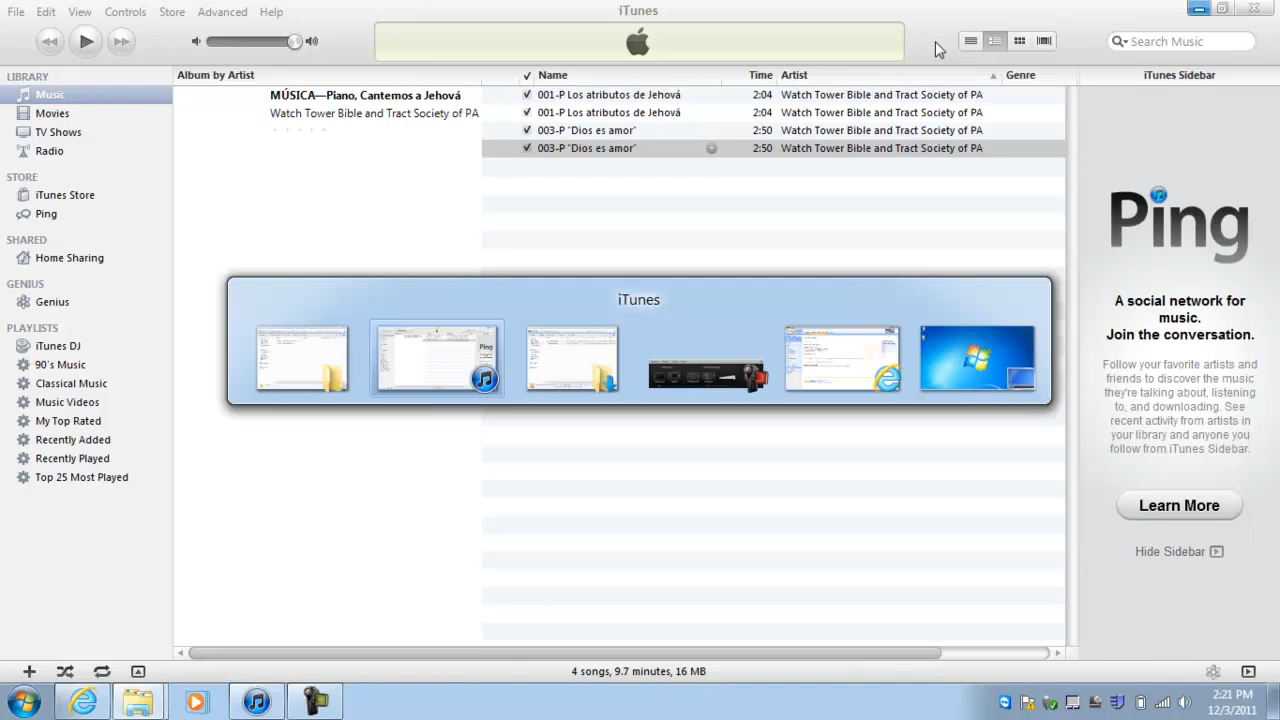 File Edit View Controls Store Advanced Help
iTunes
Search Music
LIBRARY
Music
Movies
TV Shows
Radio
STORE
iTunes Store
Ping
SHARED
Home Sharing
GENIUS
Genius
PLAYLISTS
iTunes DJ
90's Music
Classical Music
Music Videos
My Top Rated
Recently Added
Recently Played
Top 25 Most Played
Album by Artist Name Time Artist Genre
MÚSICA—Piano, Cantemos a Jehová
Watch Tower Bible and Tract Society of PA
001-P Los atributos de Jehová 2:04 Watch Tower Bible and Tract Society of PA
001-P Los atributos de Jehová 2:04 Watch Tower Bible and Tract Society of PA
003-P "Dios es amor" 2:50 Watch Tower Bible and Tract Society of PA
003-P "Dios es amor" 2:50 Watch Tower Bible and Tract Society of PA
iTunes
iTunes Sidebar
Ping
A social network for
music.
Join the conversation.
Follow your favorite artists and
friends to discover the music
they're talking about, listening
to, and downloading. See
recent activity from artists in
your library and anyone you
follow from iTunes Sidebar.
Learn More
Hide Sidebar
4 songs, 9.7 minutes, 16 MB
2:21 PM
12/3/2011